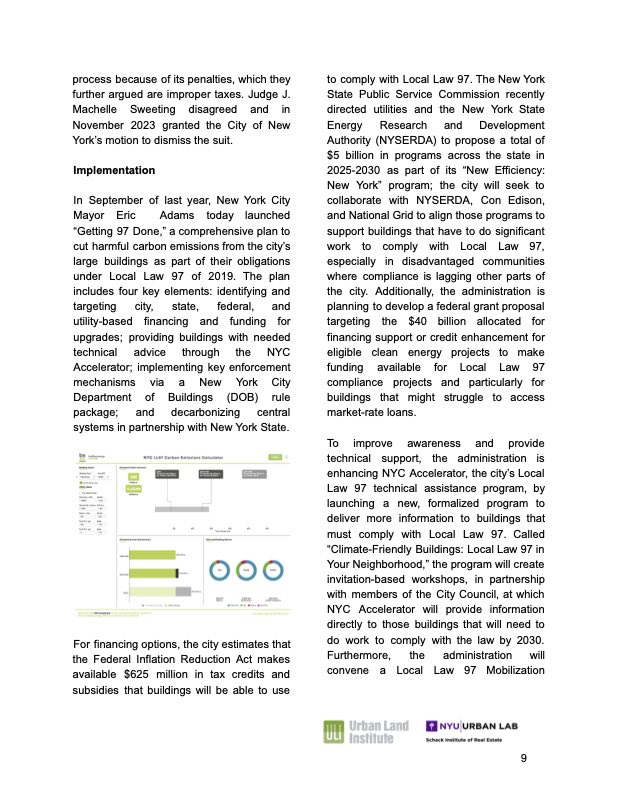 process because of its penalties, which they
further argued are improper taxes. Judge J.
Machelle Sweeting disagreed and in
November 2023 granted the City of New
York’s motion to dismiss the suit.
Implementation
In September of last year, New York City
Mayor Eric Adams today launched
“Getting 97 Done,” a comprehensive plan to
cut harmful carbon emissions from the city’s
large buildings as part of their obligations
under Local Law 97 of 2019. The plan
includes four key elements: identifying and
targeting city, state, federal, and
utility-based financing and funding for
upgrades; providing buildings with needed
technical advice through the NYC
Accelerator; implementing key enforcement
mechanisms via a New York City
Department of Buildings (DOB) rule
package; and decarbonizing central
systems in partnership with New York State.
NYC LL97 Carbon Emissions Calculator
For financing options, the city estimates that
the Federal Inflation Reduction Act makes
available $625 million in tax credits and
subsidies that buildings will be able to use
to comply with Local Law 97. The New York
State Public Service Commission recently
directed utilities and the New York State
Energy Research and Development
Authority (NYSERDA) to propose a total of
$5 billion in programs across the state in
2025-2030 as part of its “New Efficiency:
New York” program; the city will seek to
collaborate with NYSERDA, Con Edison,
and National Grid to align those programs to
support buildings that have to do significant
work to comply with Local Law 97,
especially in disadvantaged communities
where compliance is lagging other parts of
the city. Additionally, the administration is
planning to develop a federal grant proposal
targeting the $40 billion allocated for
financing support or credit enhancement for
eligible clean energy projects to make
funding available for Local Law 97
compliance projects and particularly for
buildings that might struggle to access
market-rate loans.
To improve awareness and provide
technical support, the administration is
enhancing NYC Accelerator, the city’s Local
Law 97 technical assistance program, by
launching a new, formalized program to
deliver more information to buildings that
must comply with Local Law 97. Called
“Climate-Friendly Buildings: Local Law 97 in
Your Neighborhood,” the program will create
invitation-based workshops, in partnership
with members of the City Council, at which
NYC Accelerator will provide information
directly to those buildings that will need to
do work to comply with the law by 2030.
Furthermore, the administration will
convene a Local Law 97 Mobilization
ULI Urban Land
Institute
NYU URBAN LAB
Schack Institute of Real Estate
9